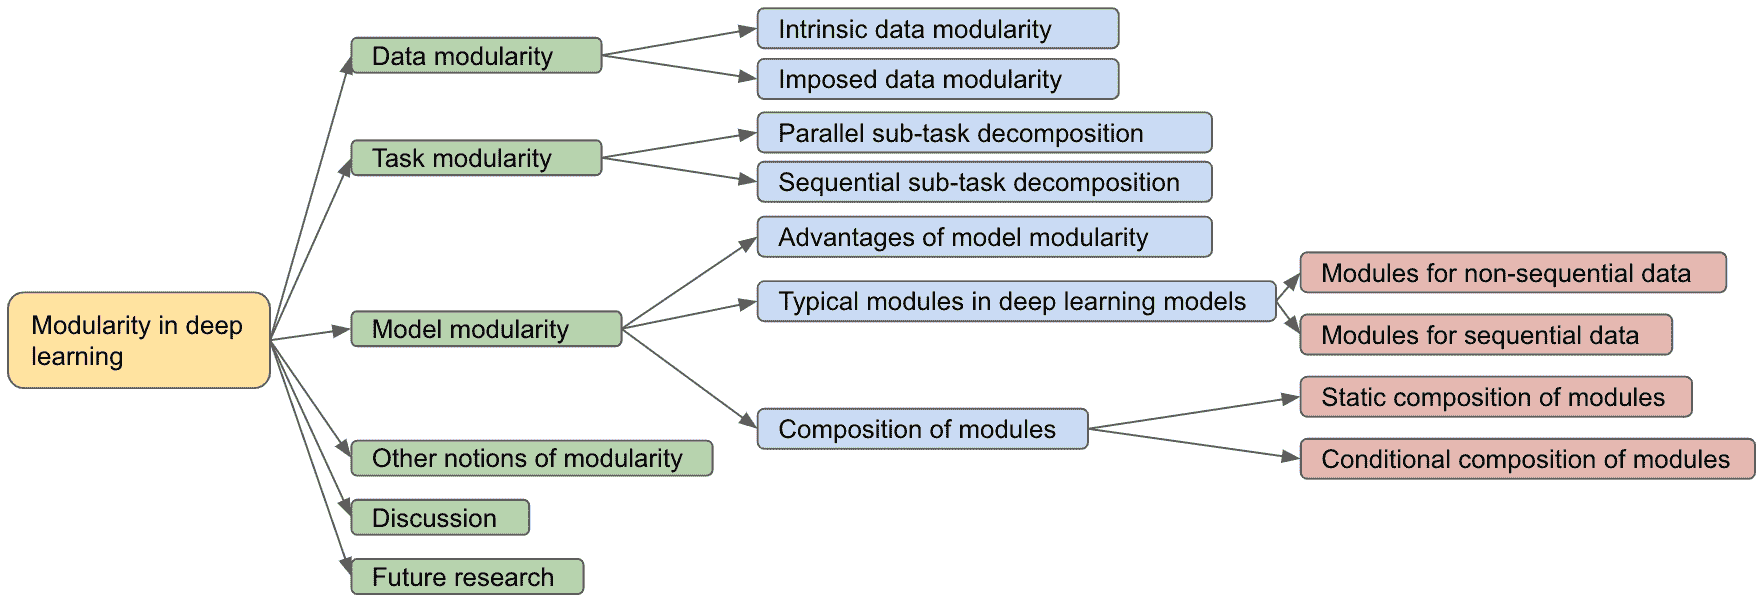 Modularity in deep
learning
Data modularity
Intrinsic data modularity
Imposed data modularity
Task modularity
Parallel sub-task decomposition
Sequential sub-task decomposition
Model modularity
Advantages of model modularity
Typical modules in deep learning models
Modules for non-sequential data
Modules for sequential data
Composition of modules
Static composition of modules
Conditional composition of modules
Other notions of modularity
Discussion
Future research